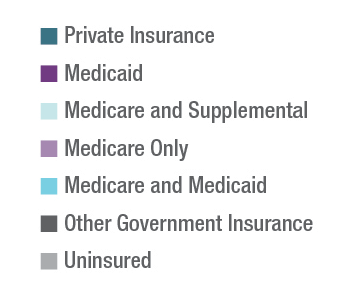 Private Insurance
Medicaid
Medicare and Supplemental
Medicare Only
Medicare and Medicaid
Other Government Insurance
Uninsured